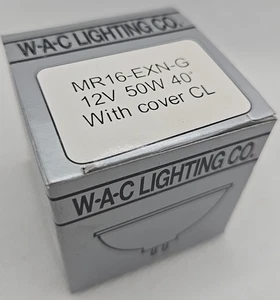 W·A·C LIGHTING CO.
MR16-EXN-G
12V 50W 40°
With cover CL
W·A·C LIGHTING CO.